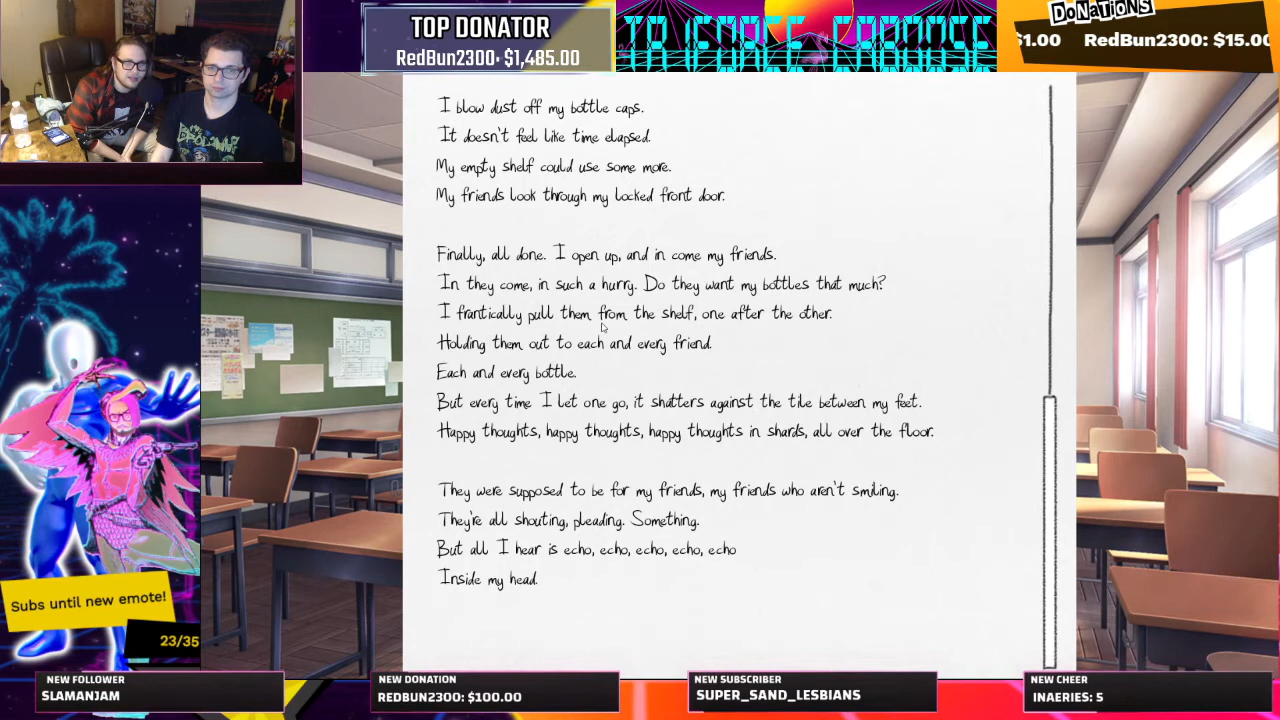 TOP DONATOR
RedBun2300: $1,485.00
DONATIONS
$1.00 RedBun2300: $15.00
I blow dust off my bottle caps.
It doesn't feel like time elapsed.
My empty shelf could use some more.
My friends look through my locked front door.
Finally, all done. I open up, and in come my friends.
In they come, in such a hurry. Do they want my bottles that much?
I frantically pull them from the shelf, one after the other.
Holding them out to each and every friend.
Each and every bottle.
But every time I let one go, it shatters against the tile between my feet.
Happy thoughts, happy thoughts, happy thoughts in shards, all over the floor.
They were supposed to be for my friends, my friends who aren't smiling.
They're all shouting, pleading. Something.
But all I hear is echo, echo, echo, echo, echo
Inside my head.
Subs until new emote!
23/35
NEW FOLLOWER
SLAMANJAM
NEW DONATION
REDBUN2300: $100.00
NEW SUBSCRIBER
SUPER_SAND_LESBIANS
NEW CHEER
INAERIES: 5